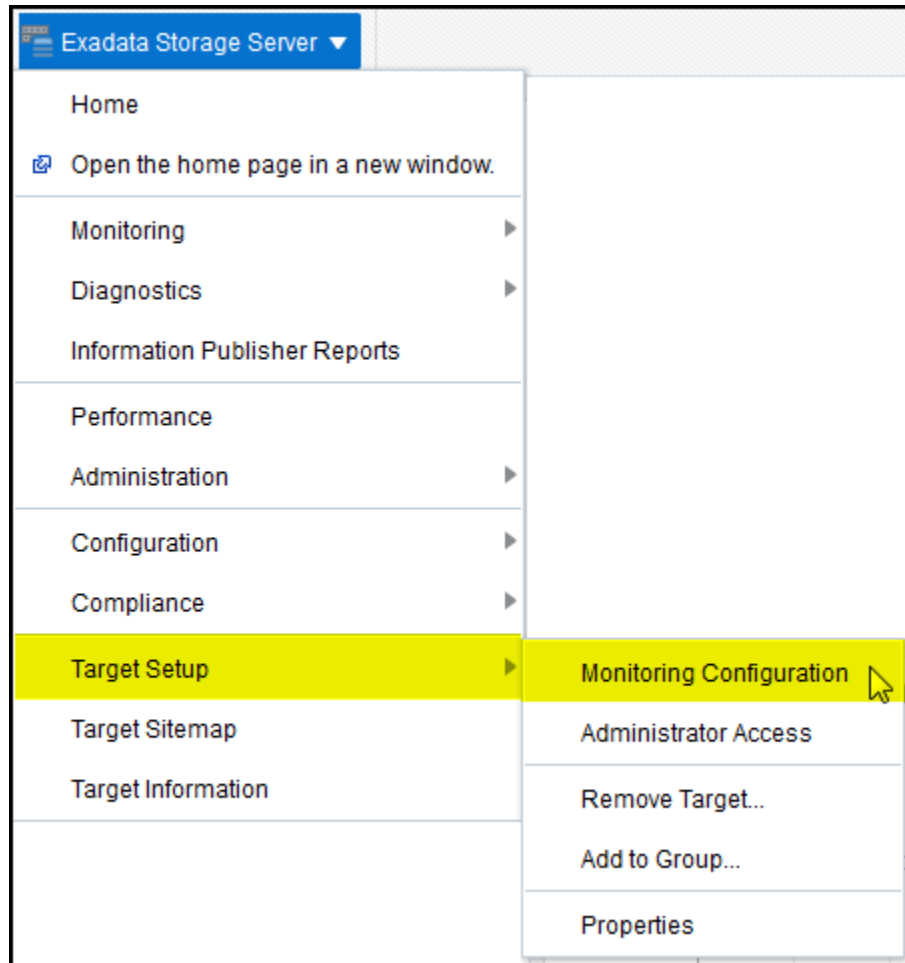 Exadata Storage Server
Home
Open the home page in a new window.
Monitoring
Diagnostics
Information Publisher Reports
Performance
Administration
Configuration
Compliance
Target Setup
Monitoring Configuration
Target Sitemap
Administrator Access
Target Information
Remove Target...
Add to Group...
Properties